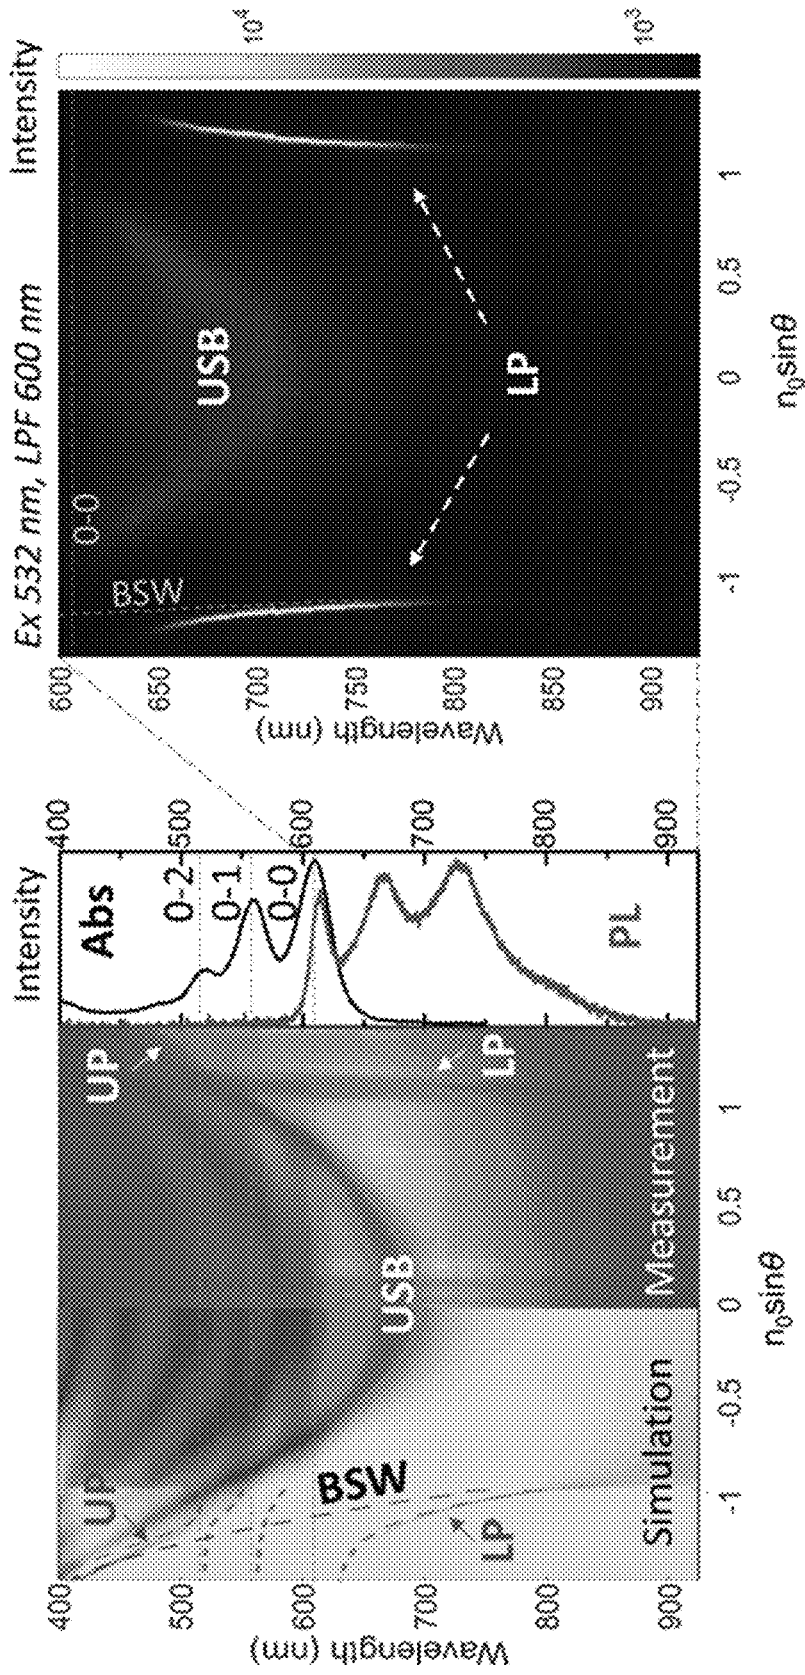 Intensity
400
500
600
700
800
900
Wavelength (nm)
UP
BSW
LP
Simulation
USB
UP
LP
Measurement
-1
-0.5
0
0.5
1
n₀sinθ
Abs
0-2
0-1
0-0
PL
400
500
600
700
800
900
Ex 532 nm, LPF 600 nm
Intensity
10⁴
10³
600
650
700
750
800
850
900
Wavelength (nm)
BSW
0-0
USB
LP
-1
-0.5
0
0.5
1
n₀sinθ